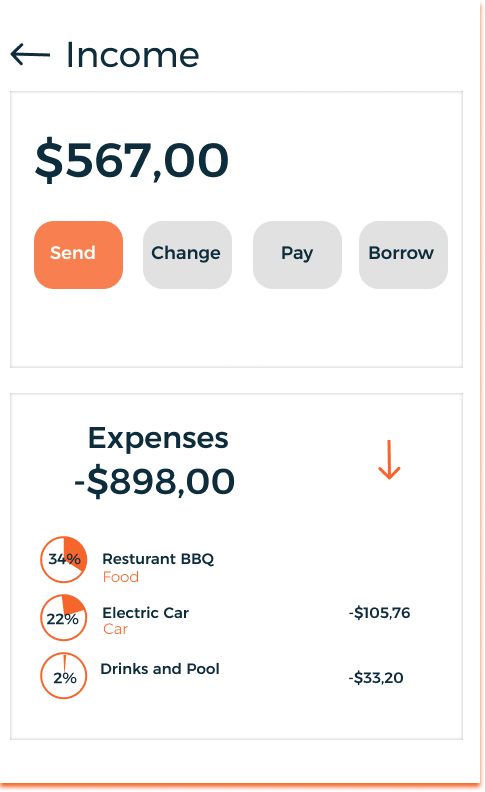 Income
$567,00
Send Change Pay Borrow
Expenses
-$898,00
34% Resturant BBQ
Food
22% Electric Car -$105,76
Car
2% Drinks and Pool -$33,20